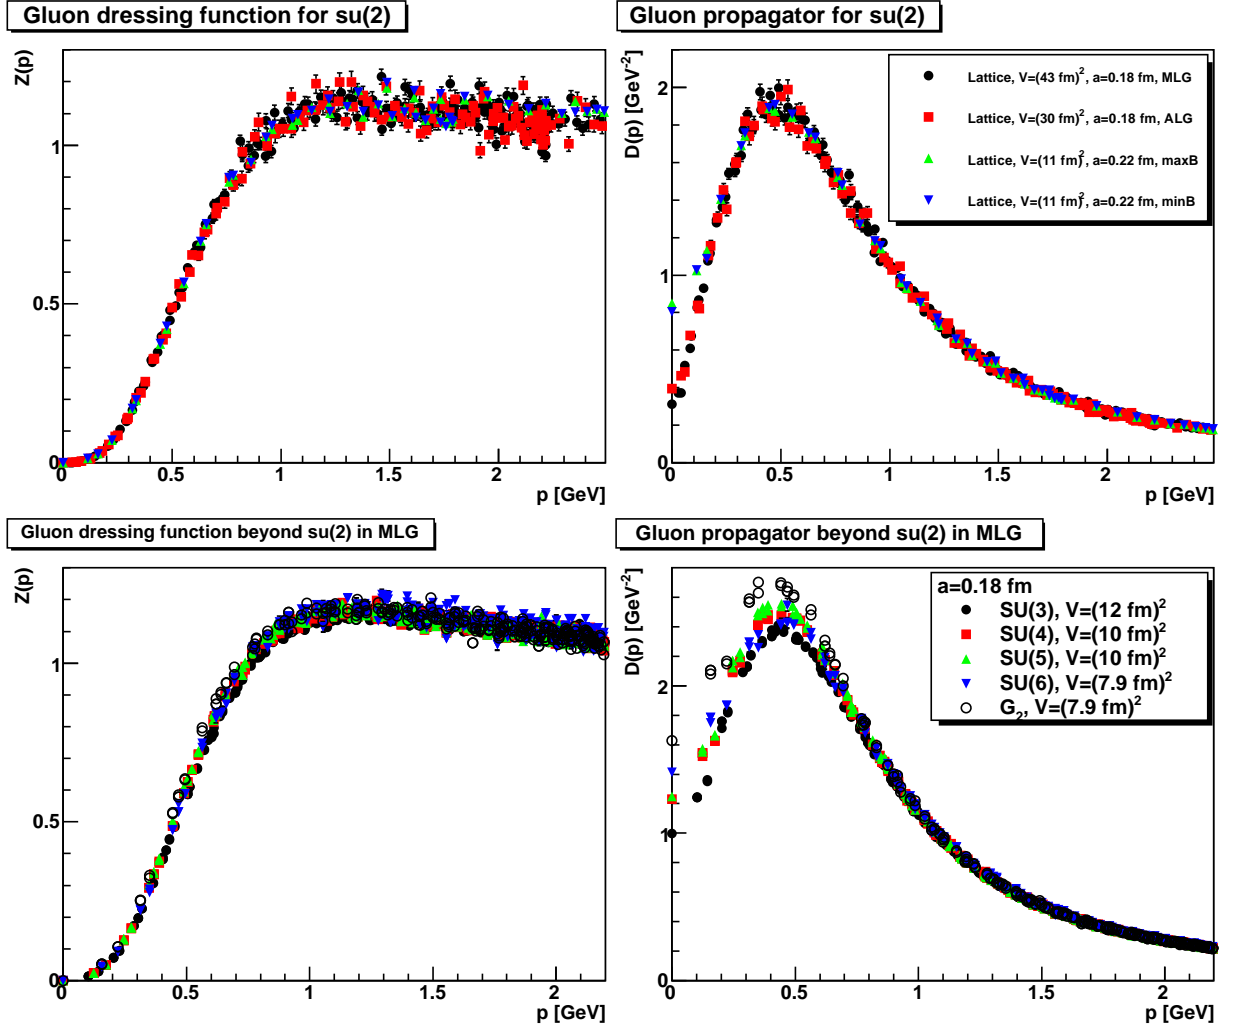 Gluon dressing function for su(2)
Z(p)
1
0.5
0
0 0.5 1 1.5 2
p [GeV]
Gluon propagator for su(2)
D(p) [GeV⁻²]
2
1
0
0 0.5 1 1.5 2
p [GeV]
Lattice, V=(43 fm)², a=0.18 fm, MLG
Lattice, V=(30 fm)², a=0.18 fm, ALG
Lattice, V=(11 fm)², a=0.22 fm, maxB
Lattice, V=(11 fm)², a=0.22 fm, minB
Gluon dressing function beyond su(2) in MLG
Z(p)
1
0.5
0
0 0.5 1 1.5 2
p [GeV]
Gluon propagator beyond su(2) in MLG
D(p) [GeV⁻²]
2
1
0
0 0.5 1 1.5 2
p [GeV]
a=0.18 fm
SU(3), V=(12 fm)²
SU(4), V=(10 fm)²
SU(5), V=(10 fm)²
SU(6), V=(7.9 fm)²
G₂, V=(7.9 fm)²